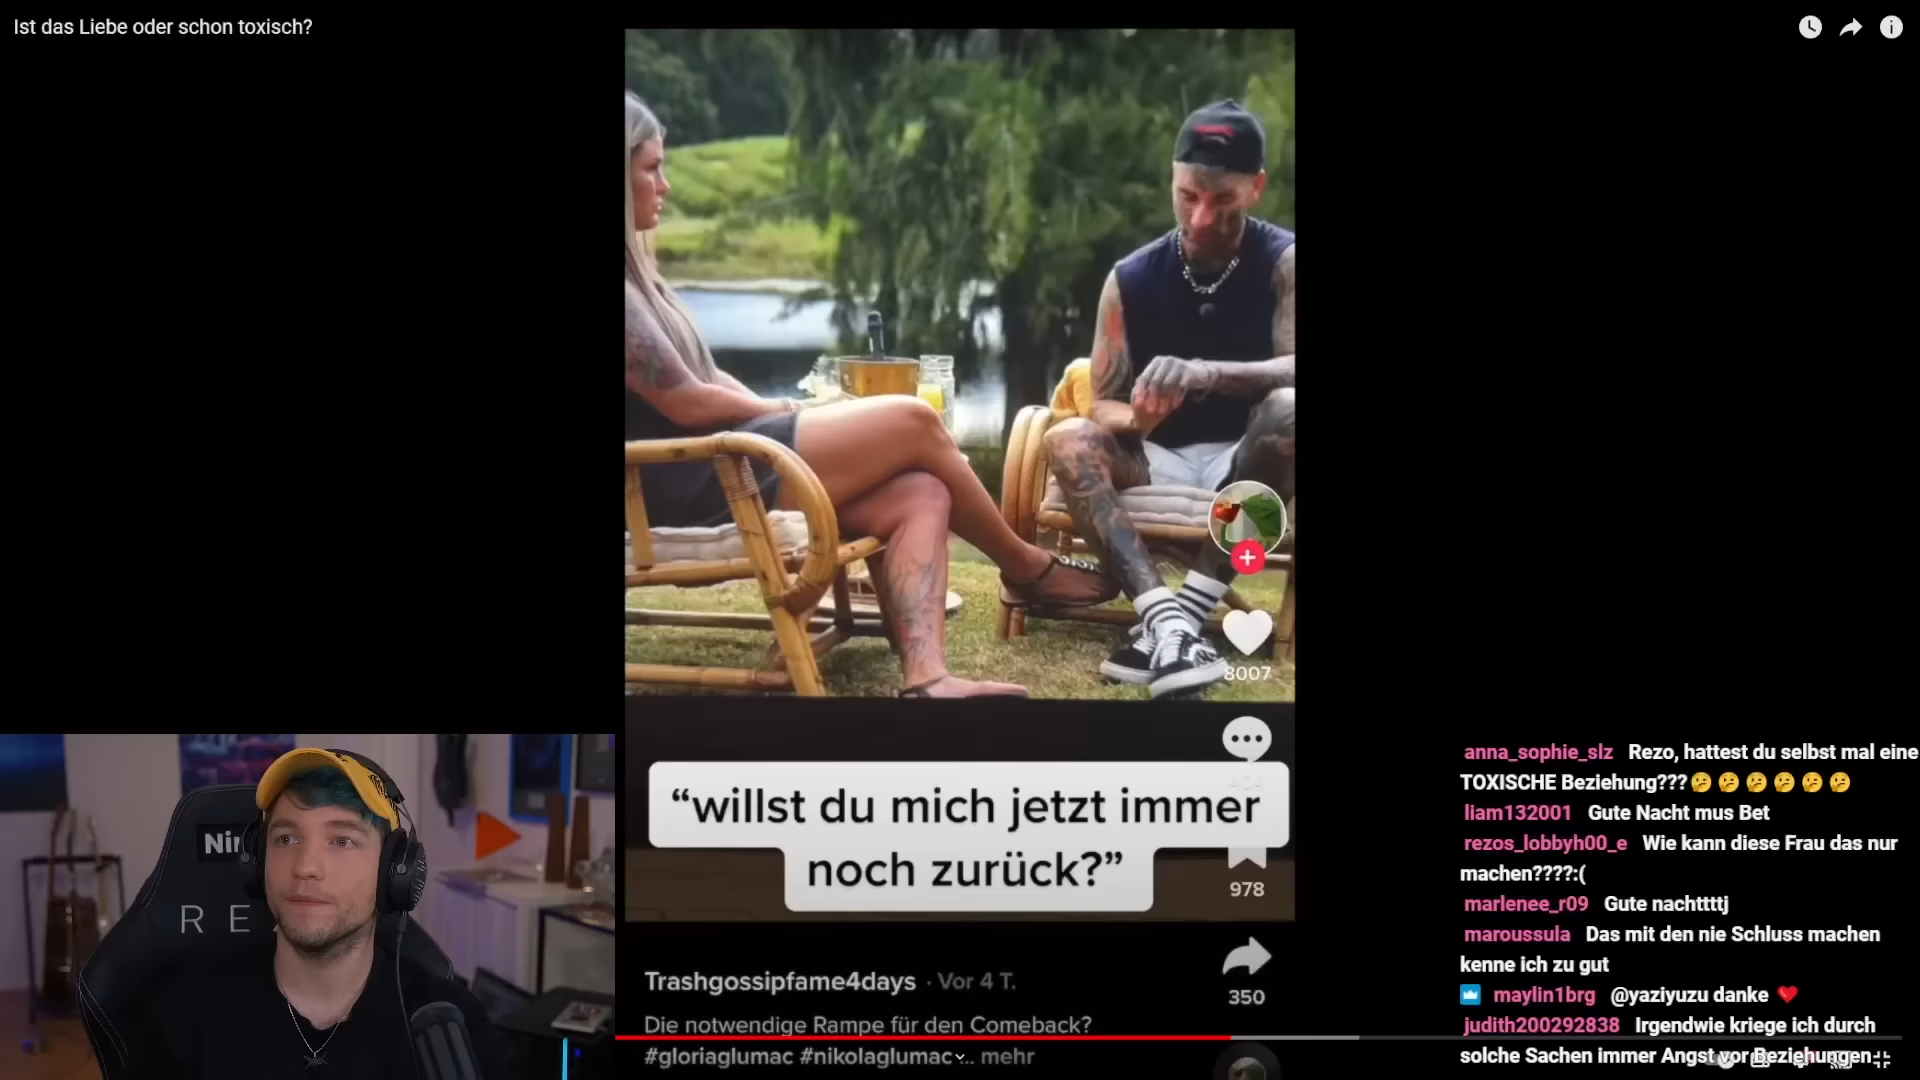 Ist das Liebe oder schon toxisch?
8007
“willst du mich jetzt immer
noch zurück?”
978
Trashgossipfame4days · Vor 4 T.
350
Die notwendige Rampe für den Comeback?
#gloriaglumac #nikolaglumac ... mehr
Nin
R E
anna_sophie_slz Rezo, hattest du selbst mal eine
TOXISCHE Beziehung???🤔🤔🤔🤔🤔🤔
liam132001 Gute Nacht mus Bet
rezos_lobbyh00_e Wie kann diese Frau das nur
machen????:(
marlenee_r09 Gute nachttttj
maroussula Das mit den nie Schluss machen
kenne ich zu gut
maylin1brg @yaziyuzu danke ❤️
judith200292838 Irgendwie kriege ich durch
solche Sachen immer Angst vor Beziehungen